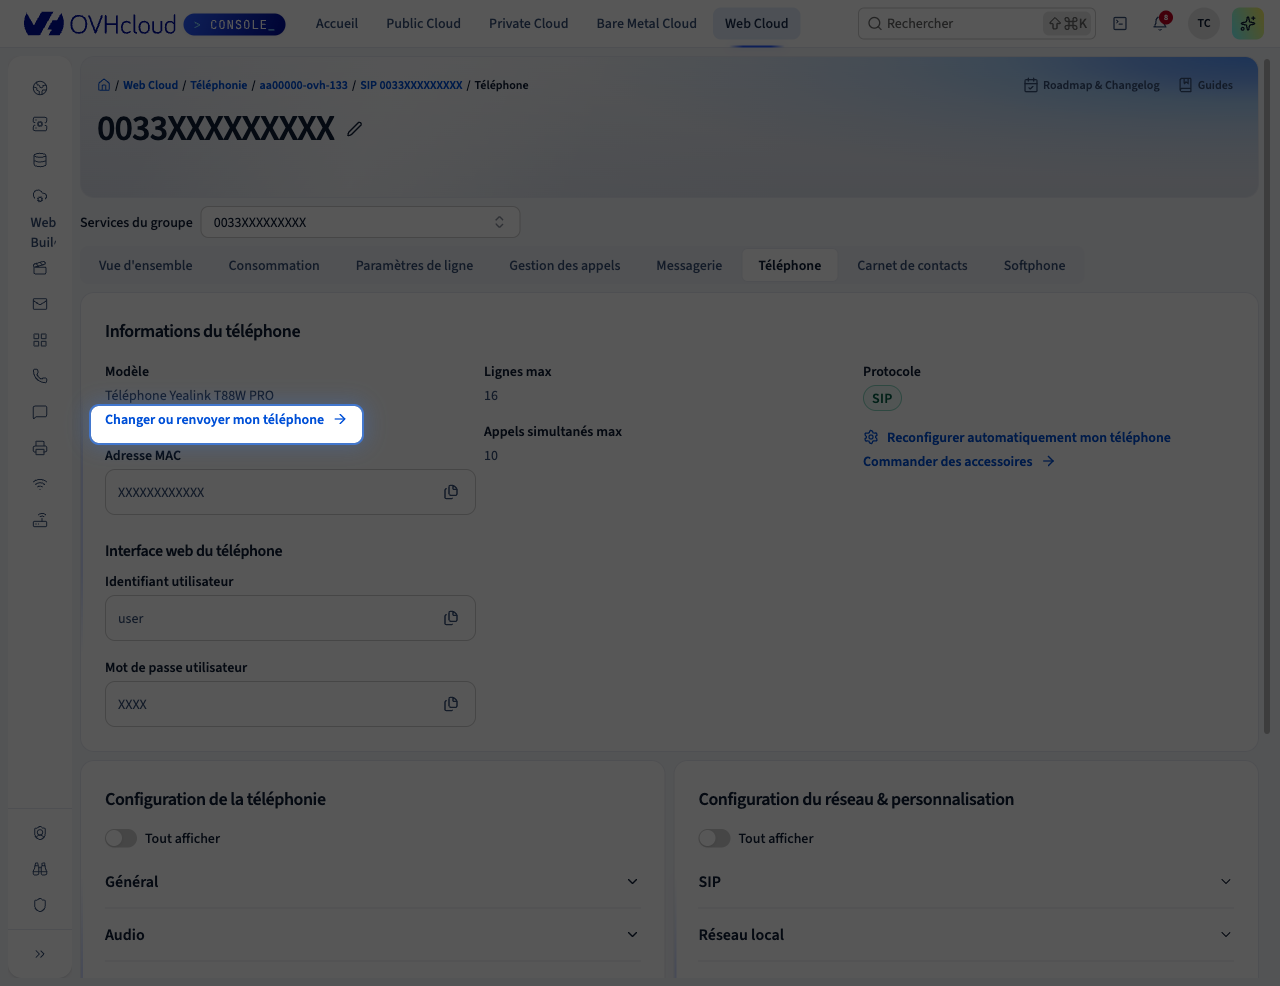 OVHcloud
> CONSOLE_
Accueil
Public Cloud
Private Cloud
Bare Metal Cloud
Web Cloud
Rechercher
⇧⌘K
8
TC
/ Web Cloud / Téléphonie / aa00000-ovh-133 / SIP 0033XXXXXXXXX / Téléphone
Roadmap & Changelog
Guides
0033XXXXXXXXX
Services du groupe
0033XXXXXXXXX
Web
Buil
Vue d'ensemble
Consommation
Paramètres de ligne
Gestion des appels
Messagerie
Téléphone
Carnet de contacts
Softphone
Informations du téléphone
Modèle
Téléphone Yealink T88W PRO
Changer ou renvoyer mon téléphone
Adresse MAC
XXXXXXXXXXXX
Interface web du téléphone
Identifiant utilisateur
user
Mot de passe utilisateur
XXXX
Lignes max
16
Appels simultanés max
10
Protocole
SIP
Reconfigurer automatiquement mon téléphone
Commander des accessoires
Configuration de la téléphonie
Tout afficher
Général
Audio
Configuration du réseau & personnalisation
Tout afficher
SIP
Réseau local